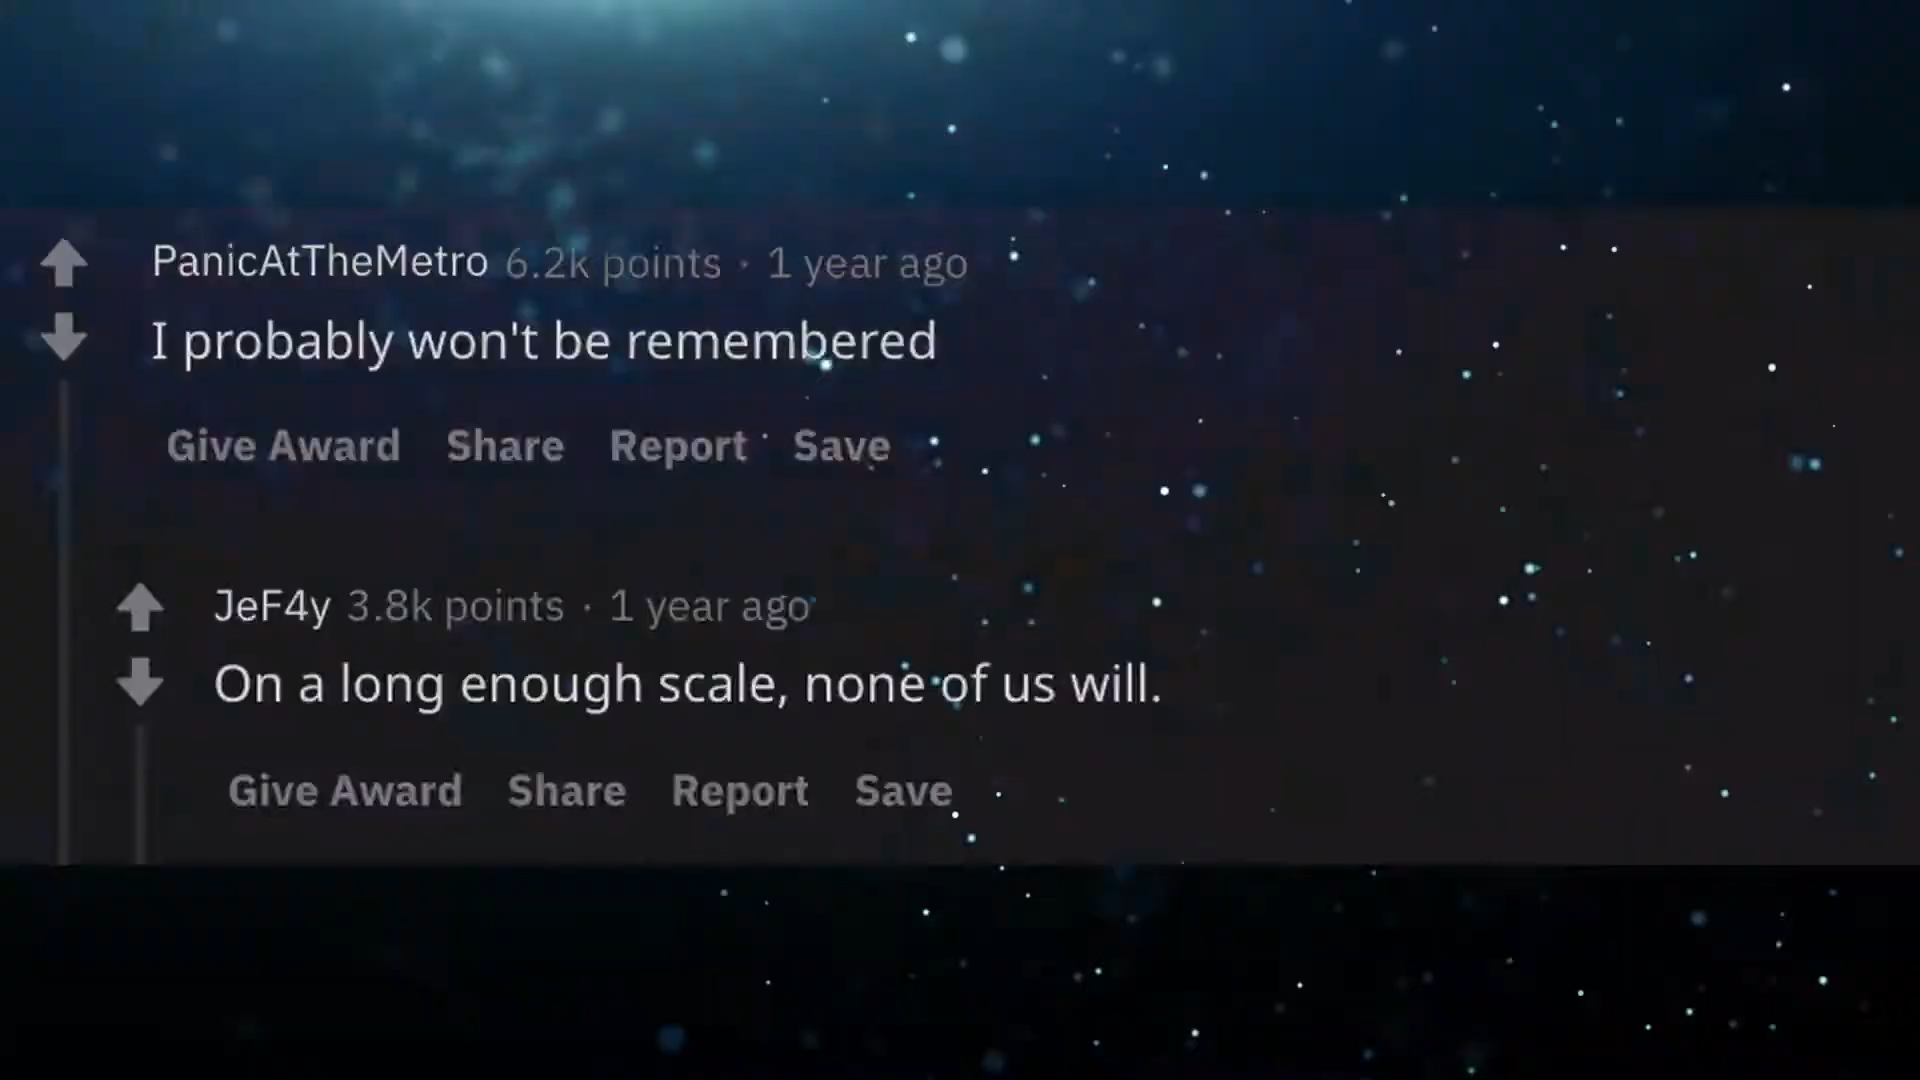 PanicAtTheMetro 6.2k points · 1 year ago
I probably won't be remembered
Give Award Share Report Save
JeF4y 3.8k points · 1 year ago
On a long enough scale, none of us will.
Give Award Share Report Save